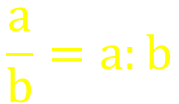 a/b = a: b